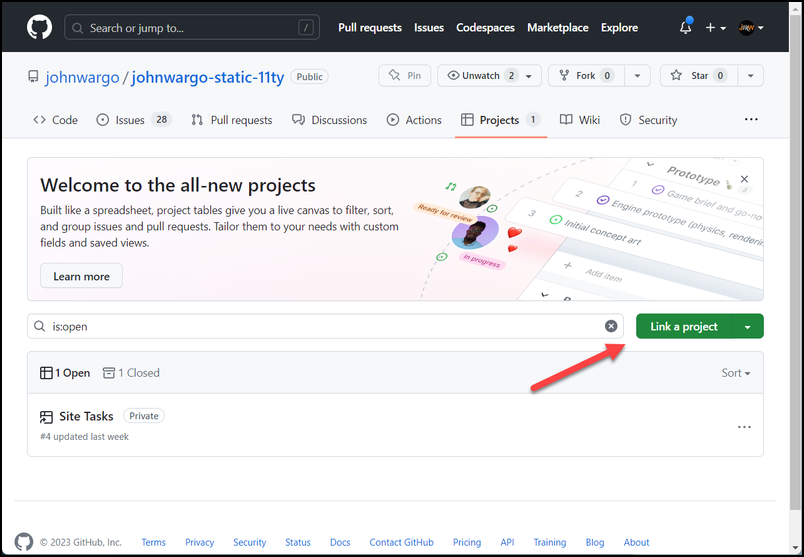 Search or jump to... /
Pull requests Issues Codespaces Marketplace Explore
johnwargo / johnwargo-static-11ty Public
Pin Unwatch 2 Fork 0 Star 0
Code Issues 28 Pull requests Discussions Actions Projects 1 Wiki Security
Welcome to the all-new projects
Built like a spreadsheet, project tables give you a live canvas to filter, sort,
and group issues and pull requests. Tailor them to your needs with custom
fields and saved views.
Learn more
Ready for review
In progress
Prototype
1 Game brief and go-no
2 Engine prototype (physics, renderin
3 Initial concept art
+ Add item
is:open
Link a project
1 Open 1 Closed Sort
Site Tasks Private
#4 updated last week
© 2023 GitHub, Inc. Terms Privacy Security Status Docs Contact GitHub Pricing API Training Blog About